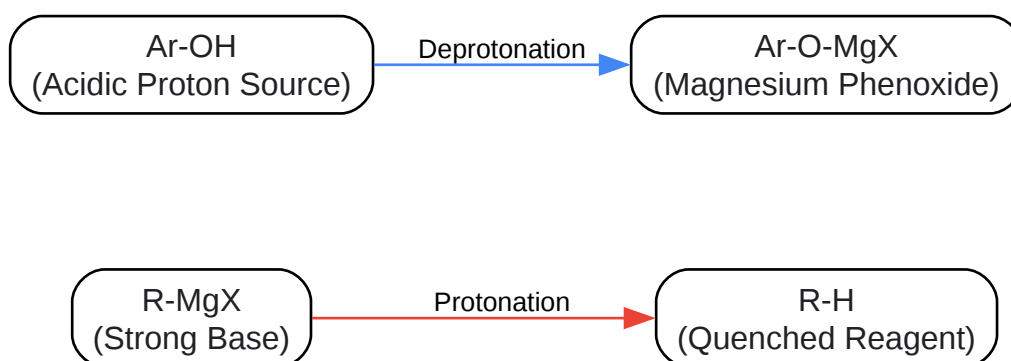 Ar-OH
(Acidic Proton Source)
Deprotonation
Ar-O-MgX
(Magnesium Phenoxide)
R-MgX
(Strong Base)
Protonation
R-H
(Quenched Reagent)